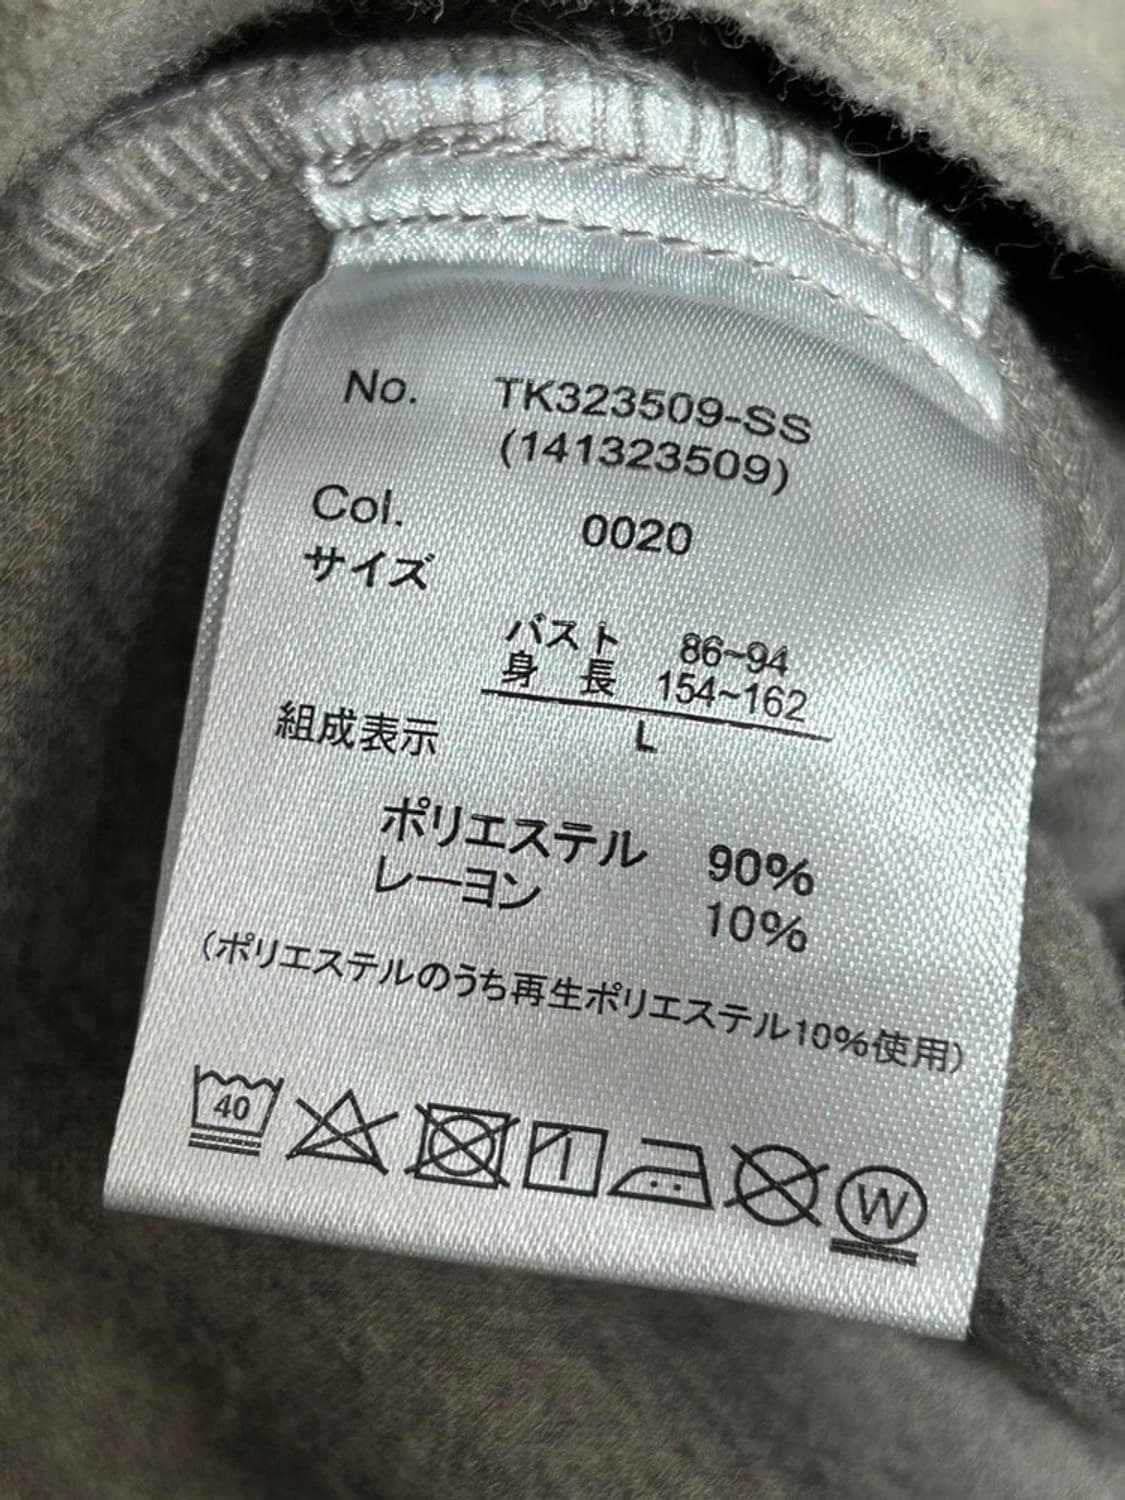 No. TK323509-SS
(141323509)
Col. 0020
サイズ
バスト 86~94
身 長 154~162
L
組成表示
ポリエステル 90%
レーヨン 10%
(ポリエステルのうち再生ポリエステル10%使用)
40
W